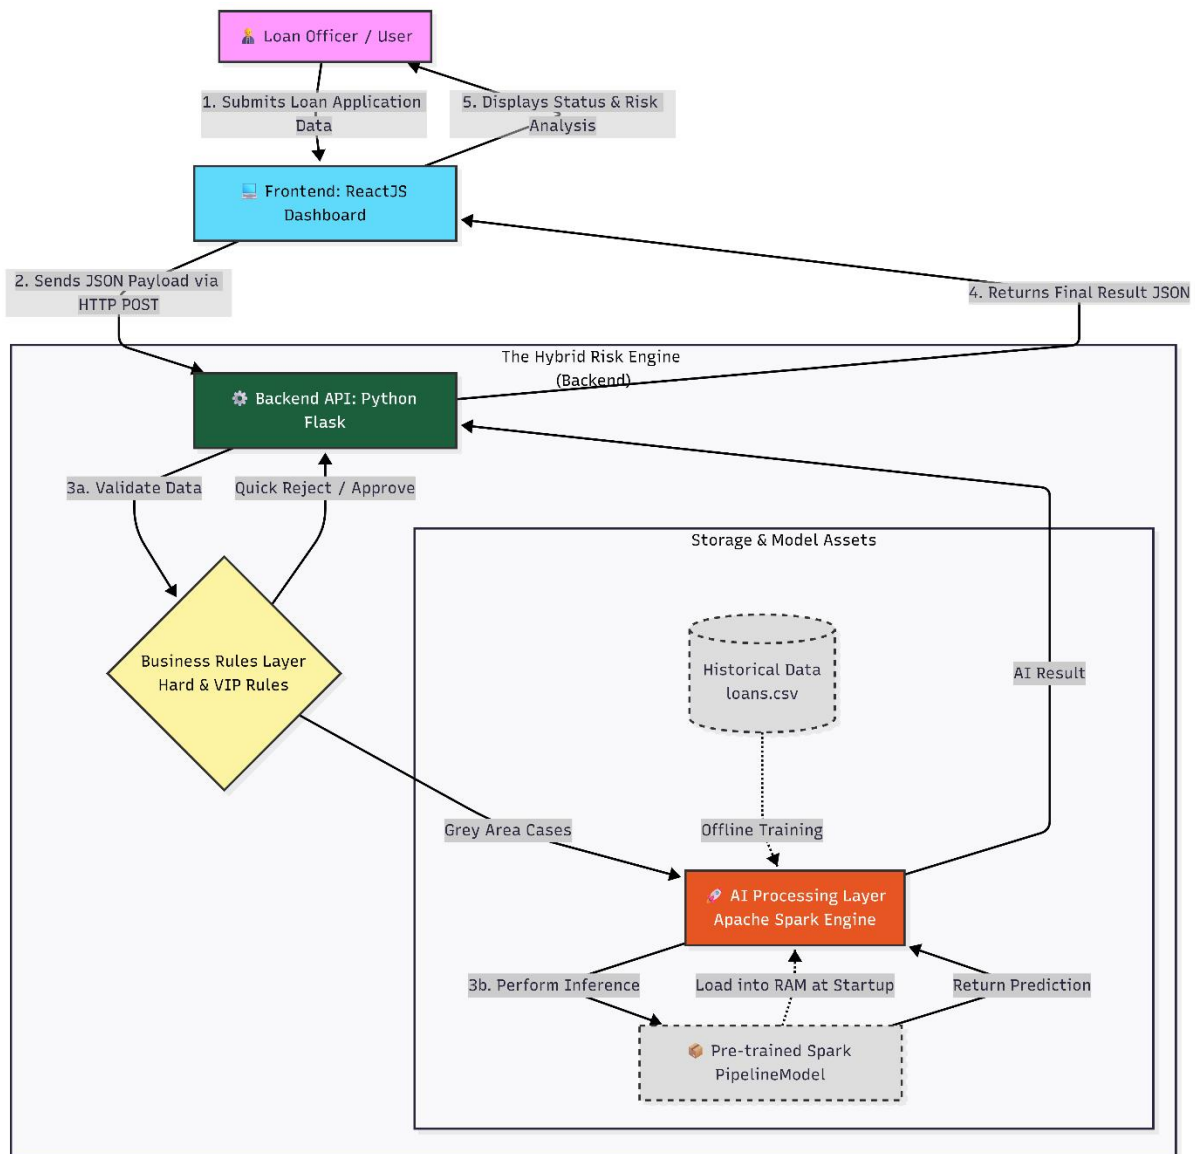 Loan Officer / User
1. Submits Loan Application
Data
5. Displays Status & Risk
Analysis
Frontend: ReactJS
Dashboard
2. Sends JSON Payload via
HTTP POST
4. Returns Final Result JSON
The Hybrid Risk Engine
(Backend)
Backend API: Python
Flask
3a. Validate Data
Quick Reject / Approve
Storage & Model Assets
Business Rules Layer
Hard & VIP Rules
Historical Data
loans.csv
AI Result
Grey Area Cases
Offline Training
AI Processing Layer
Apache Spark Engine
3b. Perform Inference
Load into RAM at Startup
Return Prediction
Pre-trained Spark
PipelineModel